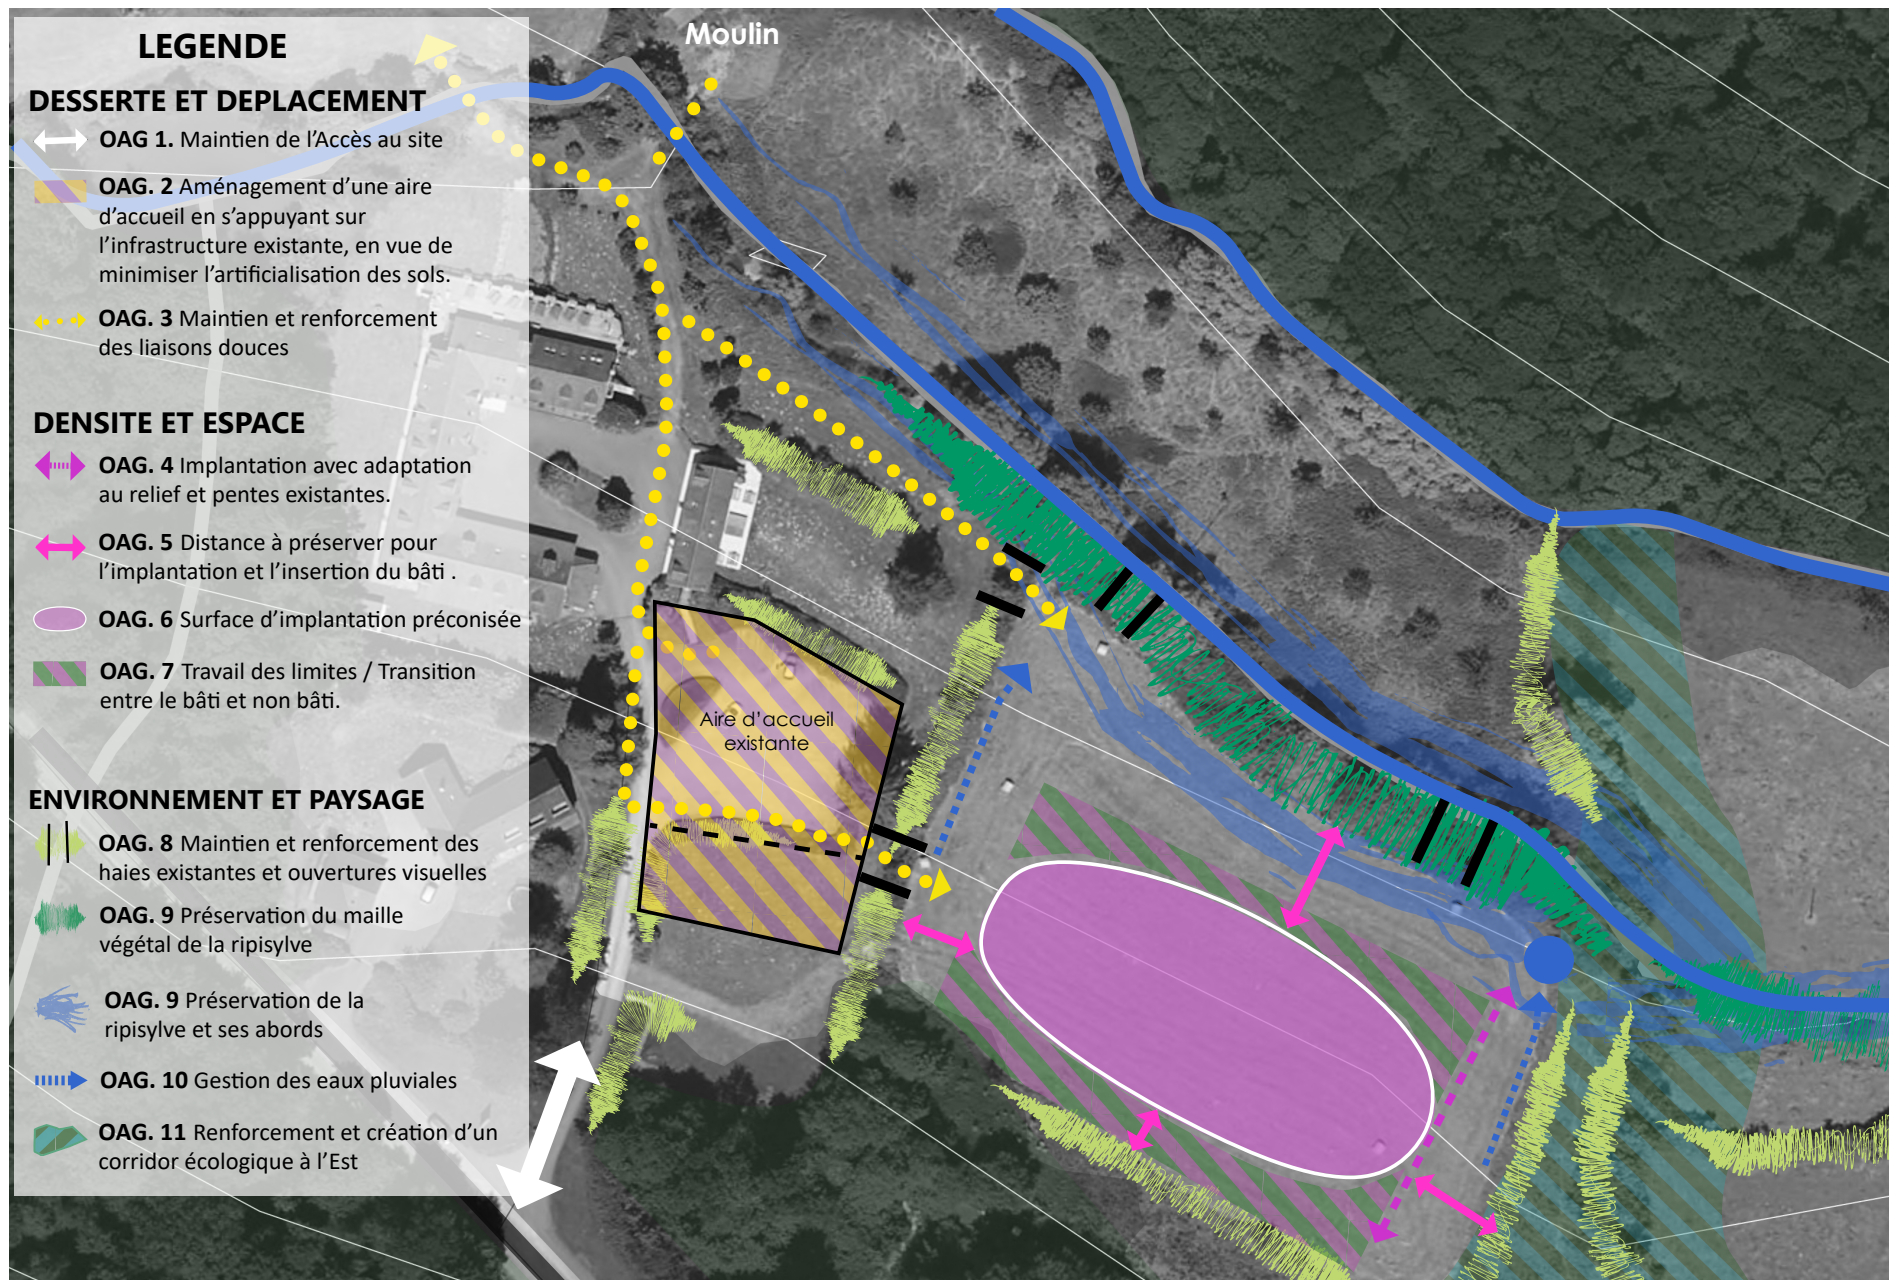 LEGENDE
DESSERTE ET DEPLACEMENT
OAG 1. Maintien de l'Accès au site
OAG. 2 Aménagement d'une aire
d'accueil en s'appuyant sur
l'infrastructure existante, en vue de
minimiser l'artificialisation des sols.
OAG. 3 Maintien et renforcement
des liaisons douces
DENSITE ET ESPACE
OAG. 4 Implantation avec adaptation
au relief et pentes existantes.
OAG. 5 Distance à préserver pour
l'implantation et l'insertion du bâti .
OAG. 6 Surface d'implantation préconisée
OAG. 7 Travail des limites / Transition
entre le bâti et non bâti.
ENVIRONNEMENT ET PAYSAGE
OAG. 8 Maintien et renforcement des
haies existantes et ouvertures visuelles
OAG. 9 Préservation du maille
végétal de la ripisylve
OAG. 9 Préservation de la
ripisylve et ses abords
OAG. 10 Gestion des eaux pluviales
OAG. 11 Renforcement et création d'un
corridor écologique à l'Est
Moulin
Aire d'accueil
existante